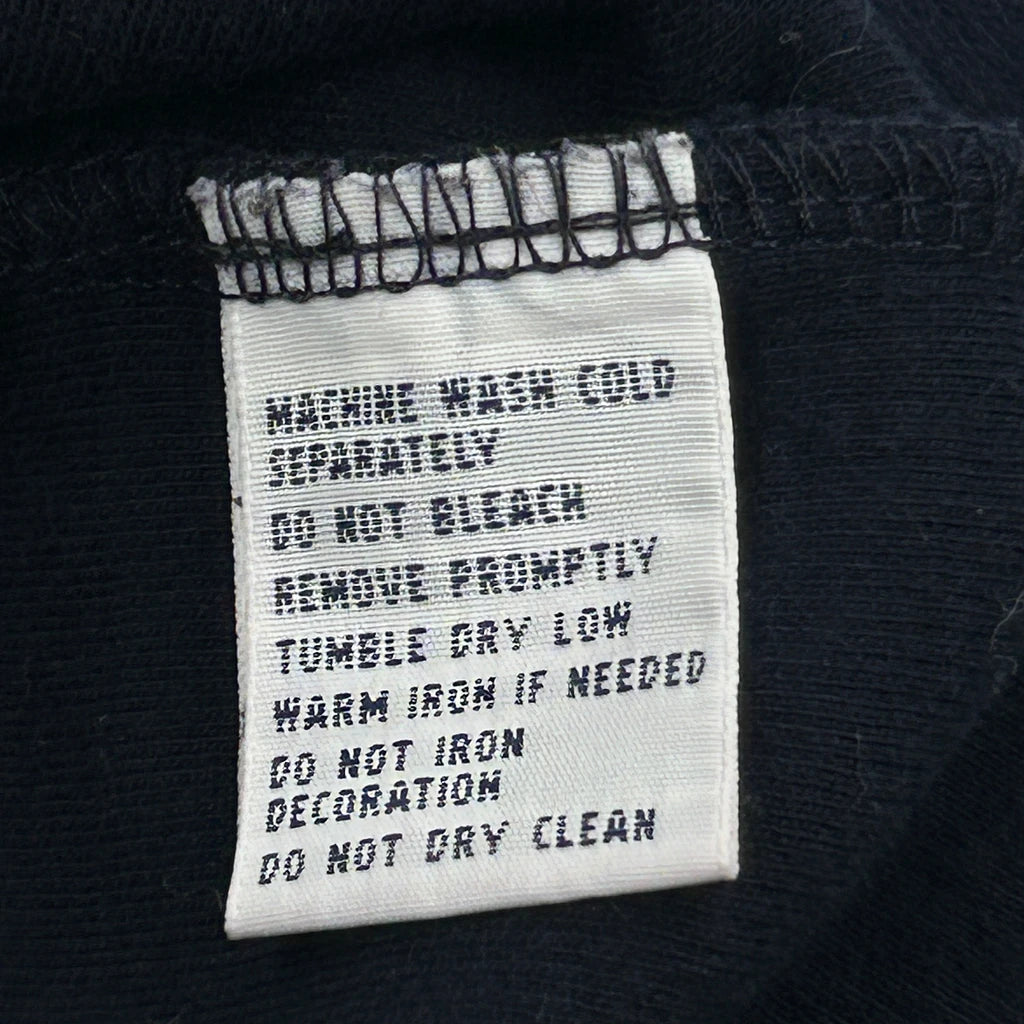 MACHINE WASH COLD
SEPARATELY
DO NOT BLEACH
REMOVE PROMPTLY
TUMBLE DRY LOW
WARM IRON IF NEEDED
DO NOT IRON
DECORATION
DO NOT DRY CLEAN